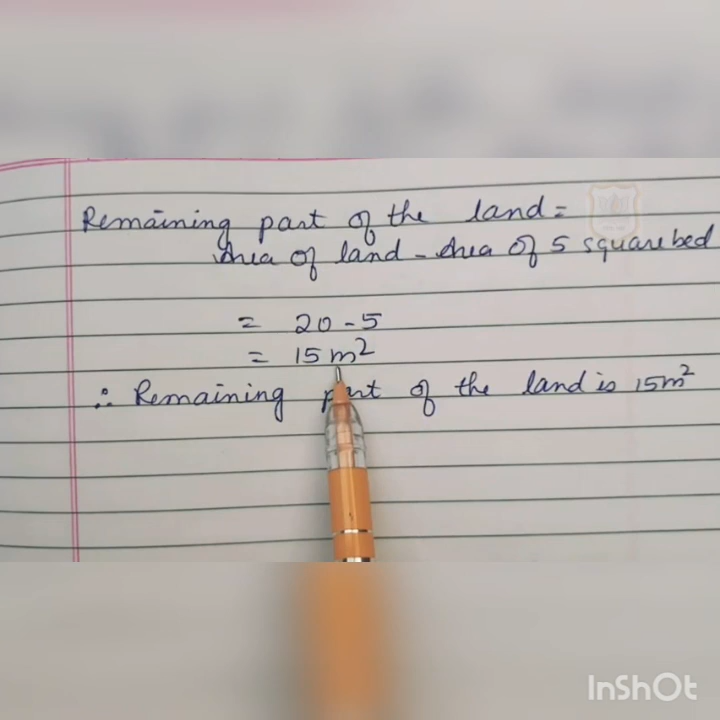 Remaining part of the land =
Area of land - Area of 5 square bed
= 20 - 5
= 15 m²
∴ Remaining part of the land is 15m²
InShOt